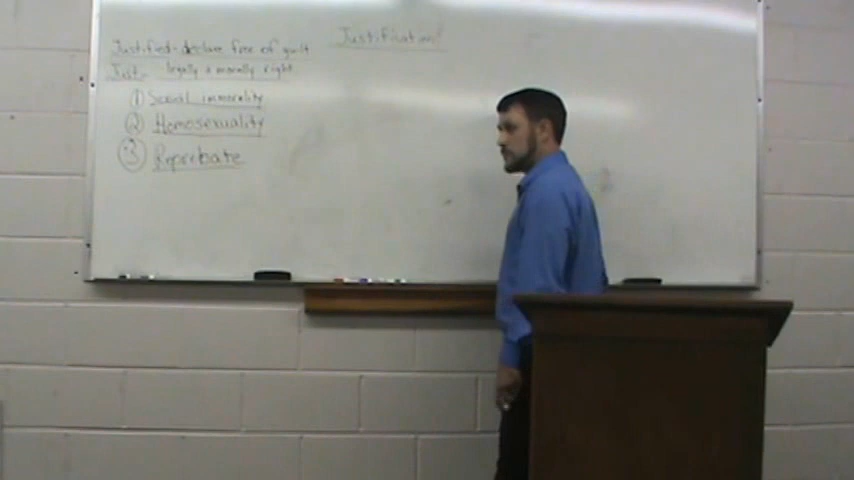 Justification!
Justified - declare free of guilt
Just - legally & morally right
① Sexual immorality
② Homosexuality
③ Reprobate